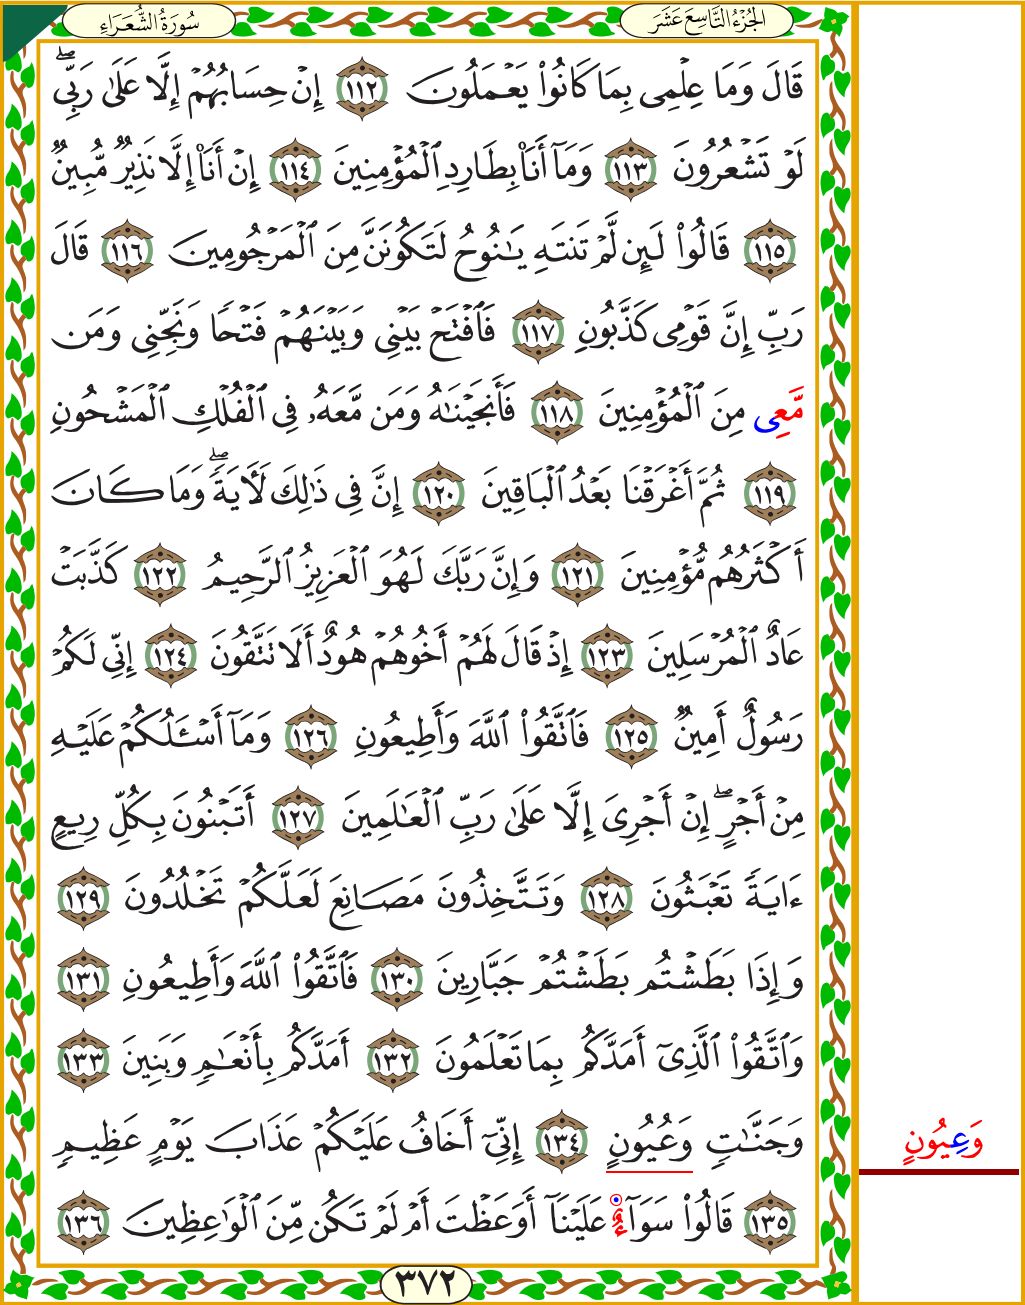 سُورَةُ الشُّعَرَاءِ
الجُزْءُ التَّاسِعَ عَشَرَ
قَالَ وَمَا عِلْمِى بِمَا كَانُوا۟ يَعْمَلُونَ ١١٢ إِنْ حِسَابُهُمْ إِلَّا عَلَىٰ رَبِّى ۖ
لَوْ تَشْعُرُونَ ١١٣ وَمَآ أَنَا۠ بِطَارِدِ ٱلْمُؤْمِنِينَ ١١٤ إِنْ أَنَا۠ إِلَّا نَذِيرٌ مُّبِينٌ
١١٥ قَالُوا۟ لَئِن لَّمْ تَنتَهِ يَـٰنُوحُ لَتَكُونَنَّ مِنَ ٱلْمَرْجُومِينَ ١١٦ قَالَ
رَبِّ إِنَّ قَوْمِى كَذَّبُونِ ١١٧ فَٱفْتَحْ بَيْنِى وَبَيْنَهُمْ فَتْحًا وَنَجِّنِى وَمَن
مَّعِى مِنَ ٱلْمُؤْمِنِينَ ١١٨ فَأَنجَيْنَـٰهُ وَمَن مَّعَهُۥ فِى ٱلْفُلْكِ ٱلْمَشْحُونِ
١١٩ ثُمَّ أَغْرَقْنَا بَعْدُ ٱلْبَاقِينَ ١٢٠ إِنَّ فِى ذَٰلِكَ لَـَٔايَةً ۖ وَمَا كَانَ
أَكْثَرُهُم مُّؤْمِنِينَ ١٢١ وَإِنَّ رَبَّكَ لَهُوَ ٱلْعَزِيزُ ٱلرَّحِيمُ ١٢٢ كَذَّبَتْ
عَادٌ ٱلْمُرْسَلِينَ ١٢٣ إِذْ قَالَ لَهُمْ أَخُوهُمْ هُودٌ أَلَا تَتَّقُونَ ١٢٤ إِنِّى لَكُمْ
رَسُولٌ أَمِينٌ ١٢٥ فَٱتَّقُوا۟ ٱللَّهَ وَأَطِيعُونِ ١٢٦ وَمَآ أَسْـَٔلُكُمْ عَلَيْهِ
مِنْ أَجْرٍ ۖ إِنْ أَجْرِىَ إِلَّا عَلَىٰ رَبِّ ٱلْعَـٰلَمِينَ ١٢٧ أَتَبْنُونَ بِكُلِّ رِيعٍ
ءَايَةً تَعْبَثُونَ ١٢٨ وَتَتَّخِذُونَ مَصَانِعَ لَعَلَّكُمْ تَخْلُدُونَ ١٢٩
وَإِذَا بَطَشْتُم بَطَشْتُمْ جَبَّارِينَ ١٣٠ فَٱتَّقُوا۟ ٱللَّهَ وَأَطِيعُونِ ١٣١
وَٱتَّقُوا۟ ٱلَّذِىٓ أَمَدَّكُم بِمَا تَعْلَمُونَ ١٣٢ أَمَدَّكُم بِأَنْعَـٰمٍ وَبَنِينَ ١٣٣
وَجَنَّـٰتٍ وَعُيُونٍ ١٣٤ إِنِّىٓ أَخَافُ عَلَيْكُمْ عَذَابَ يَوْمٍ عَظِيمٍ
وَعِيُونٍ
١٣٥ قَالُوا۟ سَوَآءٌ عَلَيْنَآ أَوَعَظْتَ أَمْ لَمْ تَكُن مِّنَ ٱلْوَٰعِظِينَ ١٣٦
٣٧٢